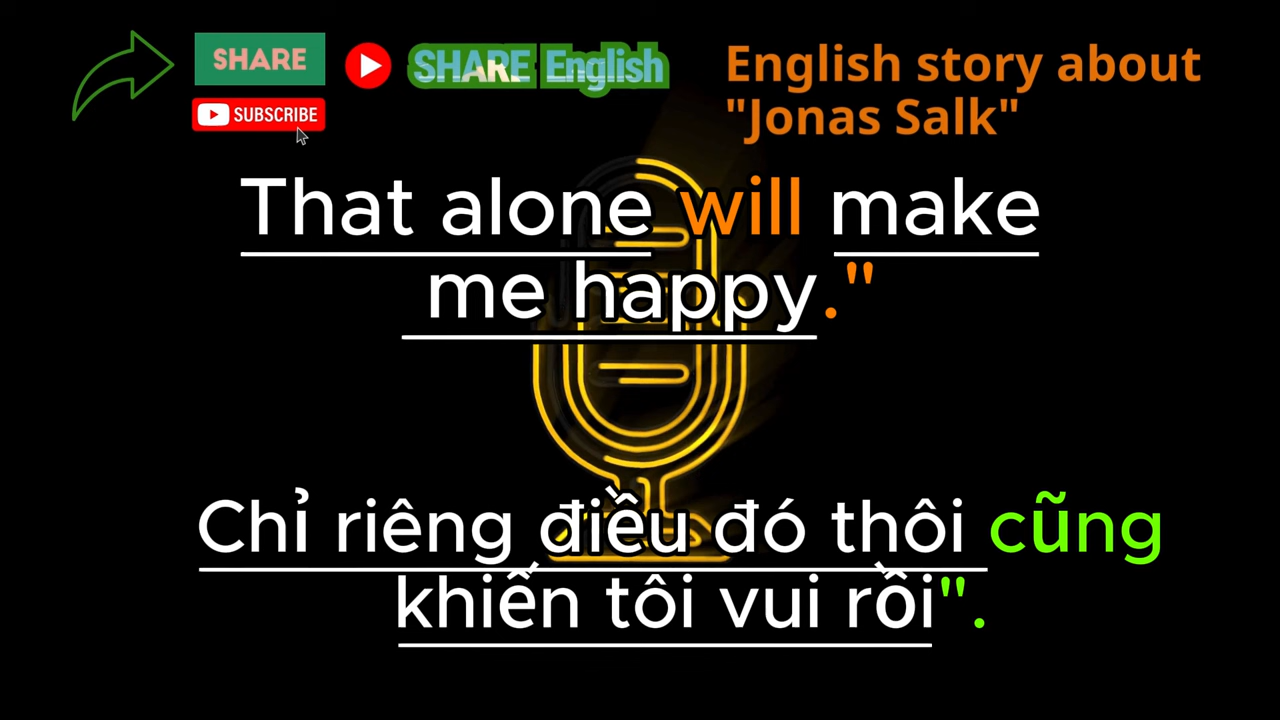 SHARE
SUBSCRIBE
SHARE English
English story about
"Jonas Salk"
That alone will make
me happy."
Chỉ riêng điều đó thôi cũng
khiến tôi vui rồi".